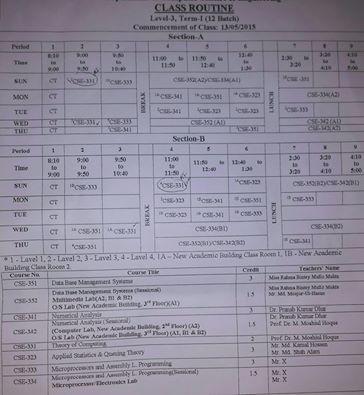 CLASS ROUTINE
Level-3, Term-I (12 Batch)
Commencement of Class: 13/05/2015
Section-A
Period 1 2 3 4 5 6 7 8 9
Time 8:10 to 9:00 9:00 to 9:50 9:50 to 10:40 11:00 to 11:50 11:50 to 12:40 12:40 to 1:30 2:30 to 3:20 3:20 to 4:10 4:10 to 5:00
SUN CT CSE-331 CSE-333 CSE-352(A2)/CSE-334(A1) CSE-351
MON CT CSE-341 CSE-351 CSE-323 CSE-334(A2)
BREAK
LUNCH
TUE CT CSE-341 CSE-351 CSE-323 CSE-333
WED CT CSE-331 CSE-333 CSE-352 (A1) CSE-342 (A1)
THU CT CSE-341 CSE-351 CSE-342 (A2)
Section-B
Period 1 2 3 4 5 6 7 8 9
Time 8:10 to 9:00 9:00 to 9:50 9:50 to 10:40 11:00 to 11:50 11:50 to 12:40 12:40 to 1:30 2:30 to 3:20 3:20 to 4:10 4:10 to 5:00
SUN CT CSE-333 CSE-331 CSE-323 CSE-352(B2)/CSE-342(B1)
MON CT CSE-323 CSE-341 CSE-351
BREAK
LUNCH
TUE CT CSE-333 CSE-323 CSE-341 CSE-333
WED CT CSE-351 CSE-331 CSE-334(B1) CSE-334(B2)
THU CT CSE-351 CSE-352(B1)/CSE-342(B2) CSE-341
* 1 - Level 1, 2 - Level 2, 3 - Level 3, 4 - Level 4, 1A – New Academic Building Class Room 1, 1B - New Academic
Building Class Room 2
Course No. Course Title Credit Teachers' Name
CSE-351 Data Base Management Systems 3 Miss Rahma Bintey Mufiz Mukta
CSE-352 Data Base Management Systems (Sessional) 1.5 Miss Rahma Bintey Mufiz Mukta
Multimedia Lab(A2, B1 & B2)
O/S Lab (New Academic Building, 3rd Floor)(A1)
CSE-341 Numerical Analysis 3 Dr. Pranab Kumar Dhar
CSE-342 Numerical Analysis (Sessional) 1.5 Dr. Pranab Kumar Dhar
(Computer Lab, New Academic Building, 2nd Floor) (A2) Prof. Dr. M. Moshiul Hoque
O/S Lab (New Academic Building, 3rd Floor) (A1, B1 & B2)
CSE-331 Theory of Computing 2 Prof. Dr. M. Moshiul Hoque
CSE-323 Applied Statistics & Queuing Theory 3 Md. Kamal Hossen
Md. Shah Alam
CSE-333 Microprocessors and Assembly L. Programming 3 Mr. X
CSE-334 Microprocessors and Assembly L. Programming(Sessional) 1.5 Mr. X
Microprocessor/Electronics Lab Mr. X